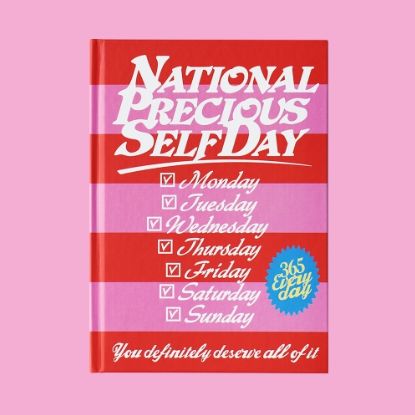 National
Precious
Self Day
Monday
Tuesday
Wednesday
Thursday
Friday
Saturday
Sunday
365
Every
day
You definitely deserve all of it